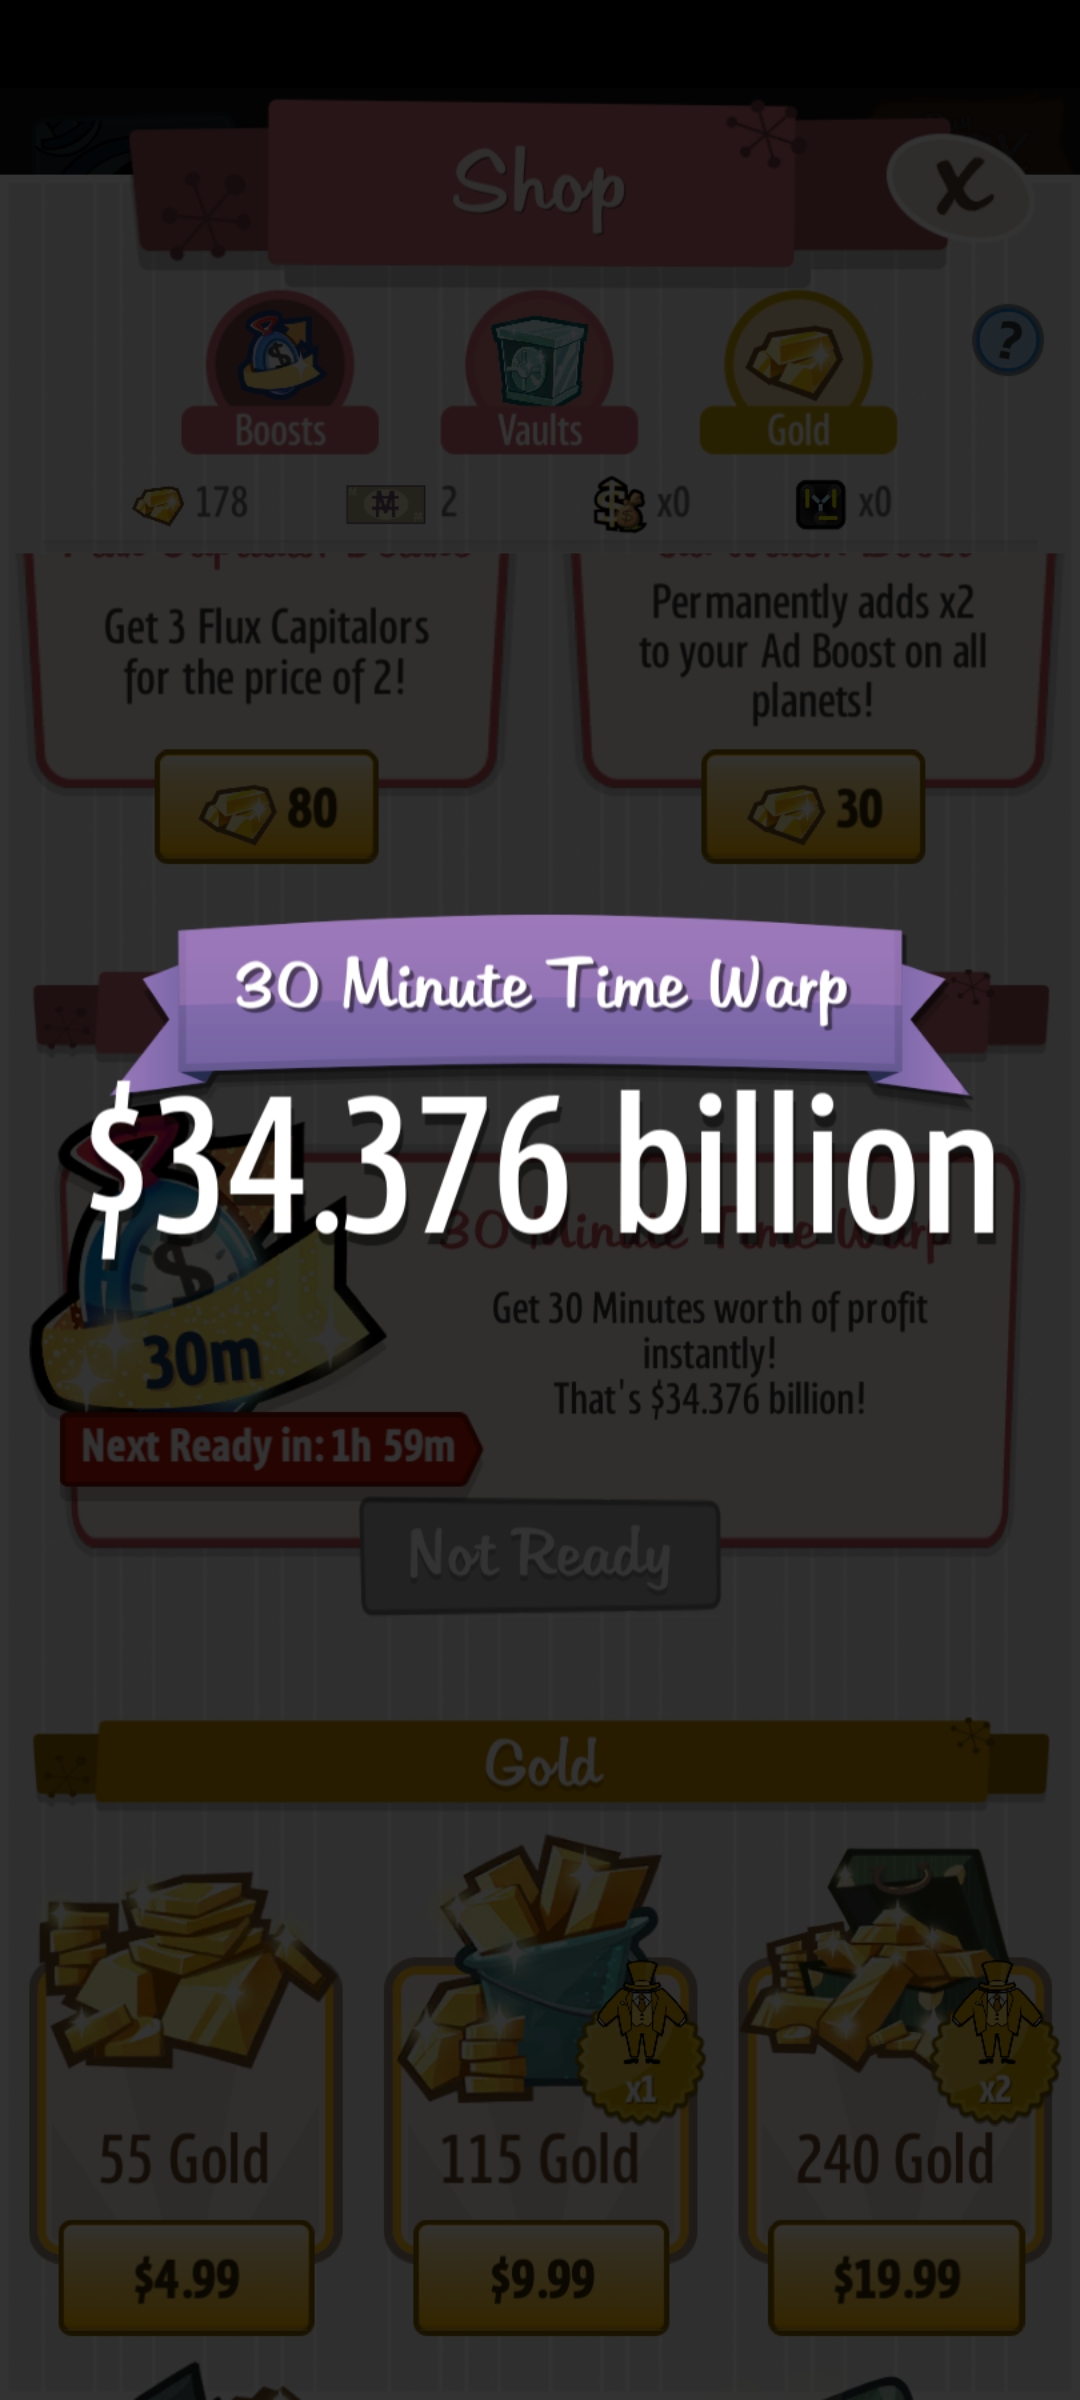 Shop
X
?
Boosts
Vaults
Gold
178
2
x0
x0
Get 3 Flux Capitalors
for the price of 2!
Permanently adds x2
to your Ad Boost on all
planets!
80
30
30 Minute Time Warp
$34.376 billion
30 Minute Time Warp
Get 30 Minutes worth of profit
instantly!
That's $34.376 billion!
30m
Next Ready in: 1h 59m
Not Ready
Gold
x1
x2
55 Gold
115 Gold
240 Gold
$4.99
$9.99
$19.99